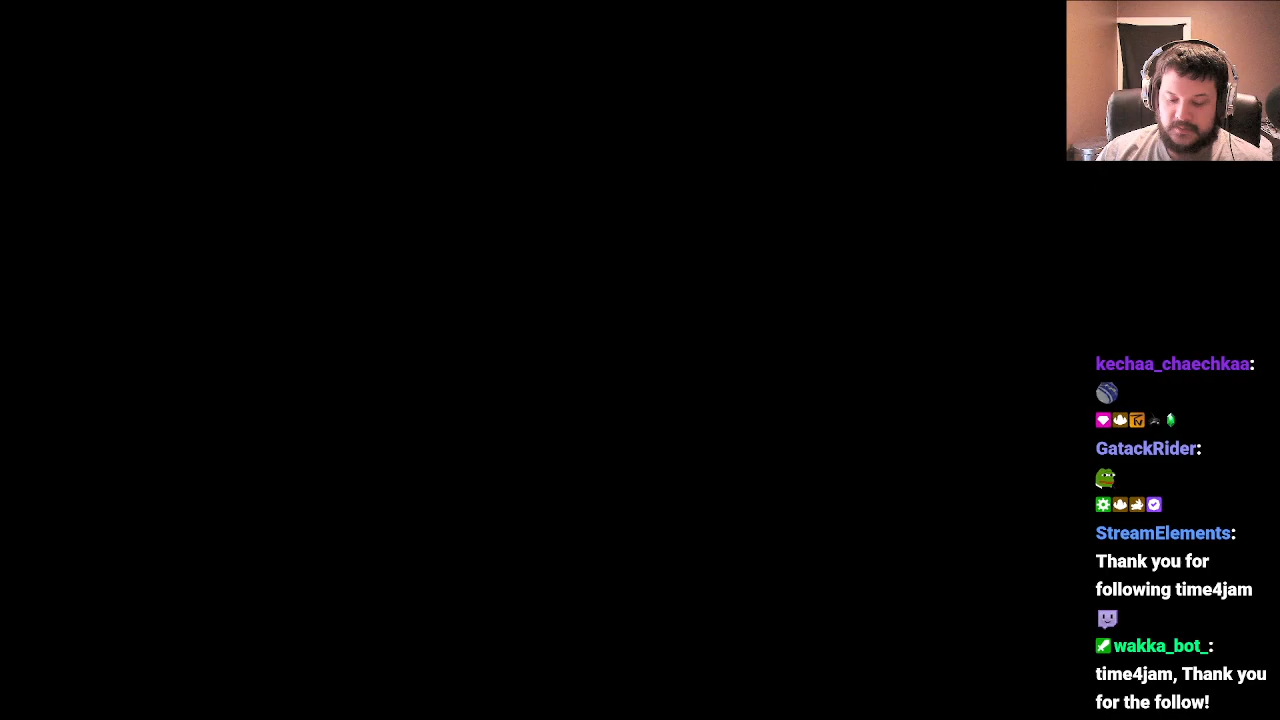 kechaa_chaechkaa:
GatackRider:
StreamElements:
Thank you for
following time4jam
wakka_bot_:
time4jam, Thank you
for the follow!